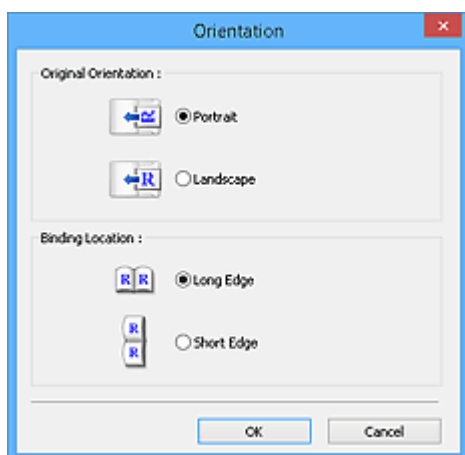 Orientation
Original Orientation :
R
Portrait
R
Landscape
Binding Location :
R R
Long Edge
R
R
Short Edge
OK
Cancel